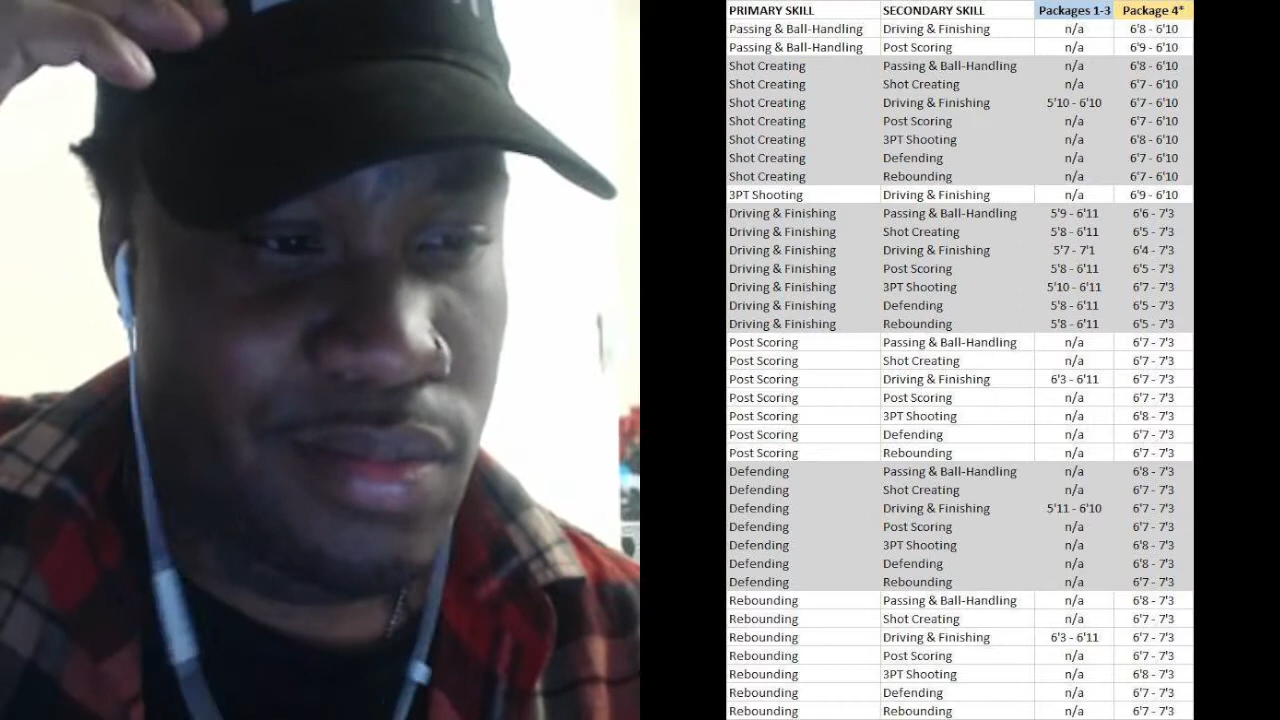 PRIMARY SKILL SECONDARY SKILL Packages 1-3 Package 4*
Passing & Ball-Handling Driving & Finishing n/a 6'8 - 6'10
Passing & Ball-Handling Post Scoring n/a 6'9 - 6'10
Shot Creating Passing & Ball-Handling n/a 6'8 - 6'10
Shot Creating Shot Creating n/a 6'7 - 6'10
Shot Creating Driving & Finishing 5'10 - 6'10 6'7 - 6'10
Shot Creating Post Scoring n/a 6'7 - 6'10
Shot Creating 3PT Shooting n/a 6'8 - 6'10
Shot Creating Defending n/a 6'7 - 6'10
Shot Creating Rebounding n/a 6'7 - 6'10
3PT Shooting Driving & Finishing n/a 6'9 - 6'10
Driving & Finishing Passing & Ball-Handling 5'9 - 6'11 6'6 - 7'3
Driving & Finishing Shot Creating 5'8 - 6'11 6'5 - 7'3
Driving & Finishing Driving & Finishing 5'7 - 7'1 6'4 - 7'3
Driving & Finishing Post Scoring 5'8 - 6'11 6'5 - 7'3
Driving & Finishing 3PT Shooting 5'10 - 6'11 6'7 - 7'3
Driving & Finishing Defending 5'8 - 6'11 6'5 - 7'3
Driving & Finishing Rebounding 5'8 - 6'11 6'5 - 7'3
Post Scoring Passing & Ball-Handling n/a 6'7 - 7'3
Post Scoring Shot Creating n/a 6'7 - 7'3
Post Scoring Driving & Finishing 6'3 - 6'11 6'7 - 7'3
Post Scoring Post Scoring n/a 6'7 - 7'3
Post Scoring 3PT Shooting n/a 6'8 - 7'3
Post Scoring Defending n/a 6'7 - 7'3
Post Scoring Rebounding n/a 6'7 - 7'3
Defending Passing & Ball-Handling n/a 6'8 - 7'3
Defending Shot Creating n/a 6'7 - 7'3
Defending Driving & Finishing 5'11 - 6'10 6'7 - 7'3
Defending Post Scoring n/a 6'7 - 7'3
Defending 3PT Shooting n/a 6'8 - 7'3
Defending Defending n/a 6'8 - 7'3
Defending Rebounding n/a 6'7 - 7'3
Rebounding Passing & Ball-Handling n/a 6'8 - 7'3
Rebounding Shot Creating n/a 6'7 - 7'3
Rebounding Driving & Finishing 6'3 - 6'11 6'7 - 7'3
Rebounding Post Scoring n/a 6'7 - 7'3
Rebounding 3PT Shooting n/a 6'8 - 7'3
Rebounding Defending n/a 6'7 - 7'3
Rebounding Rebounding n/a 6'7 - 7'3